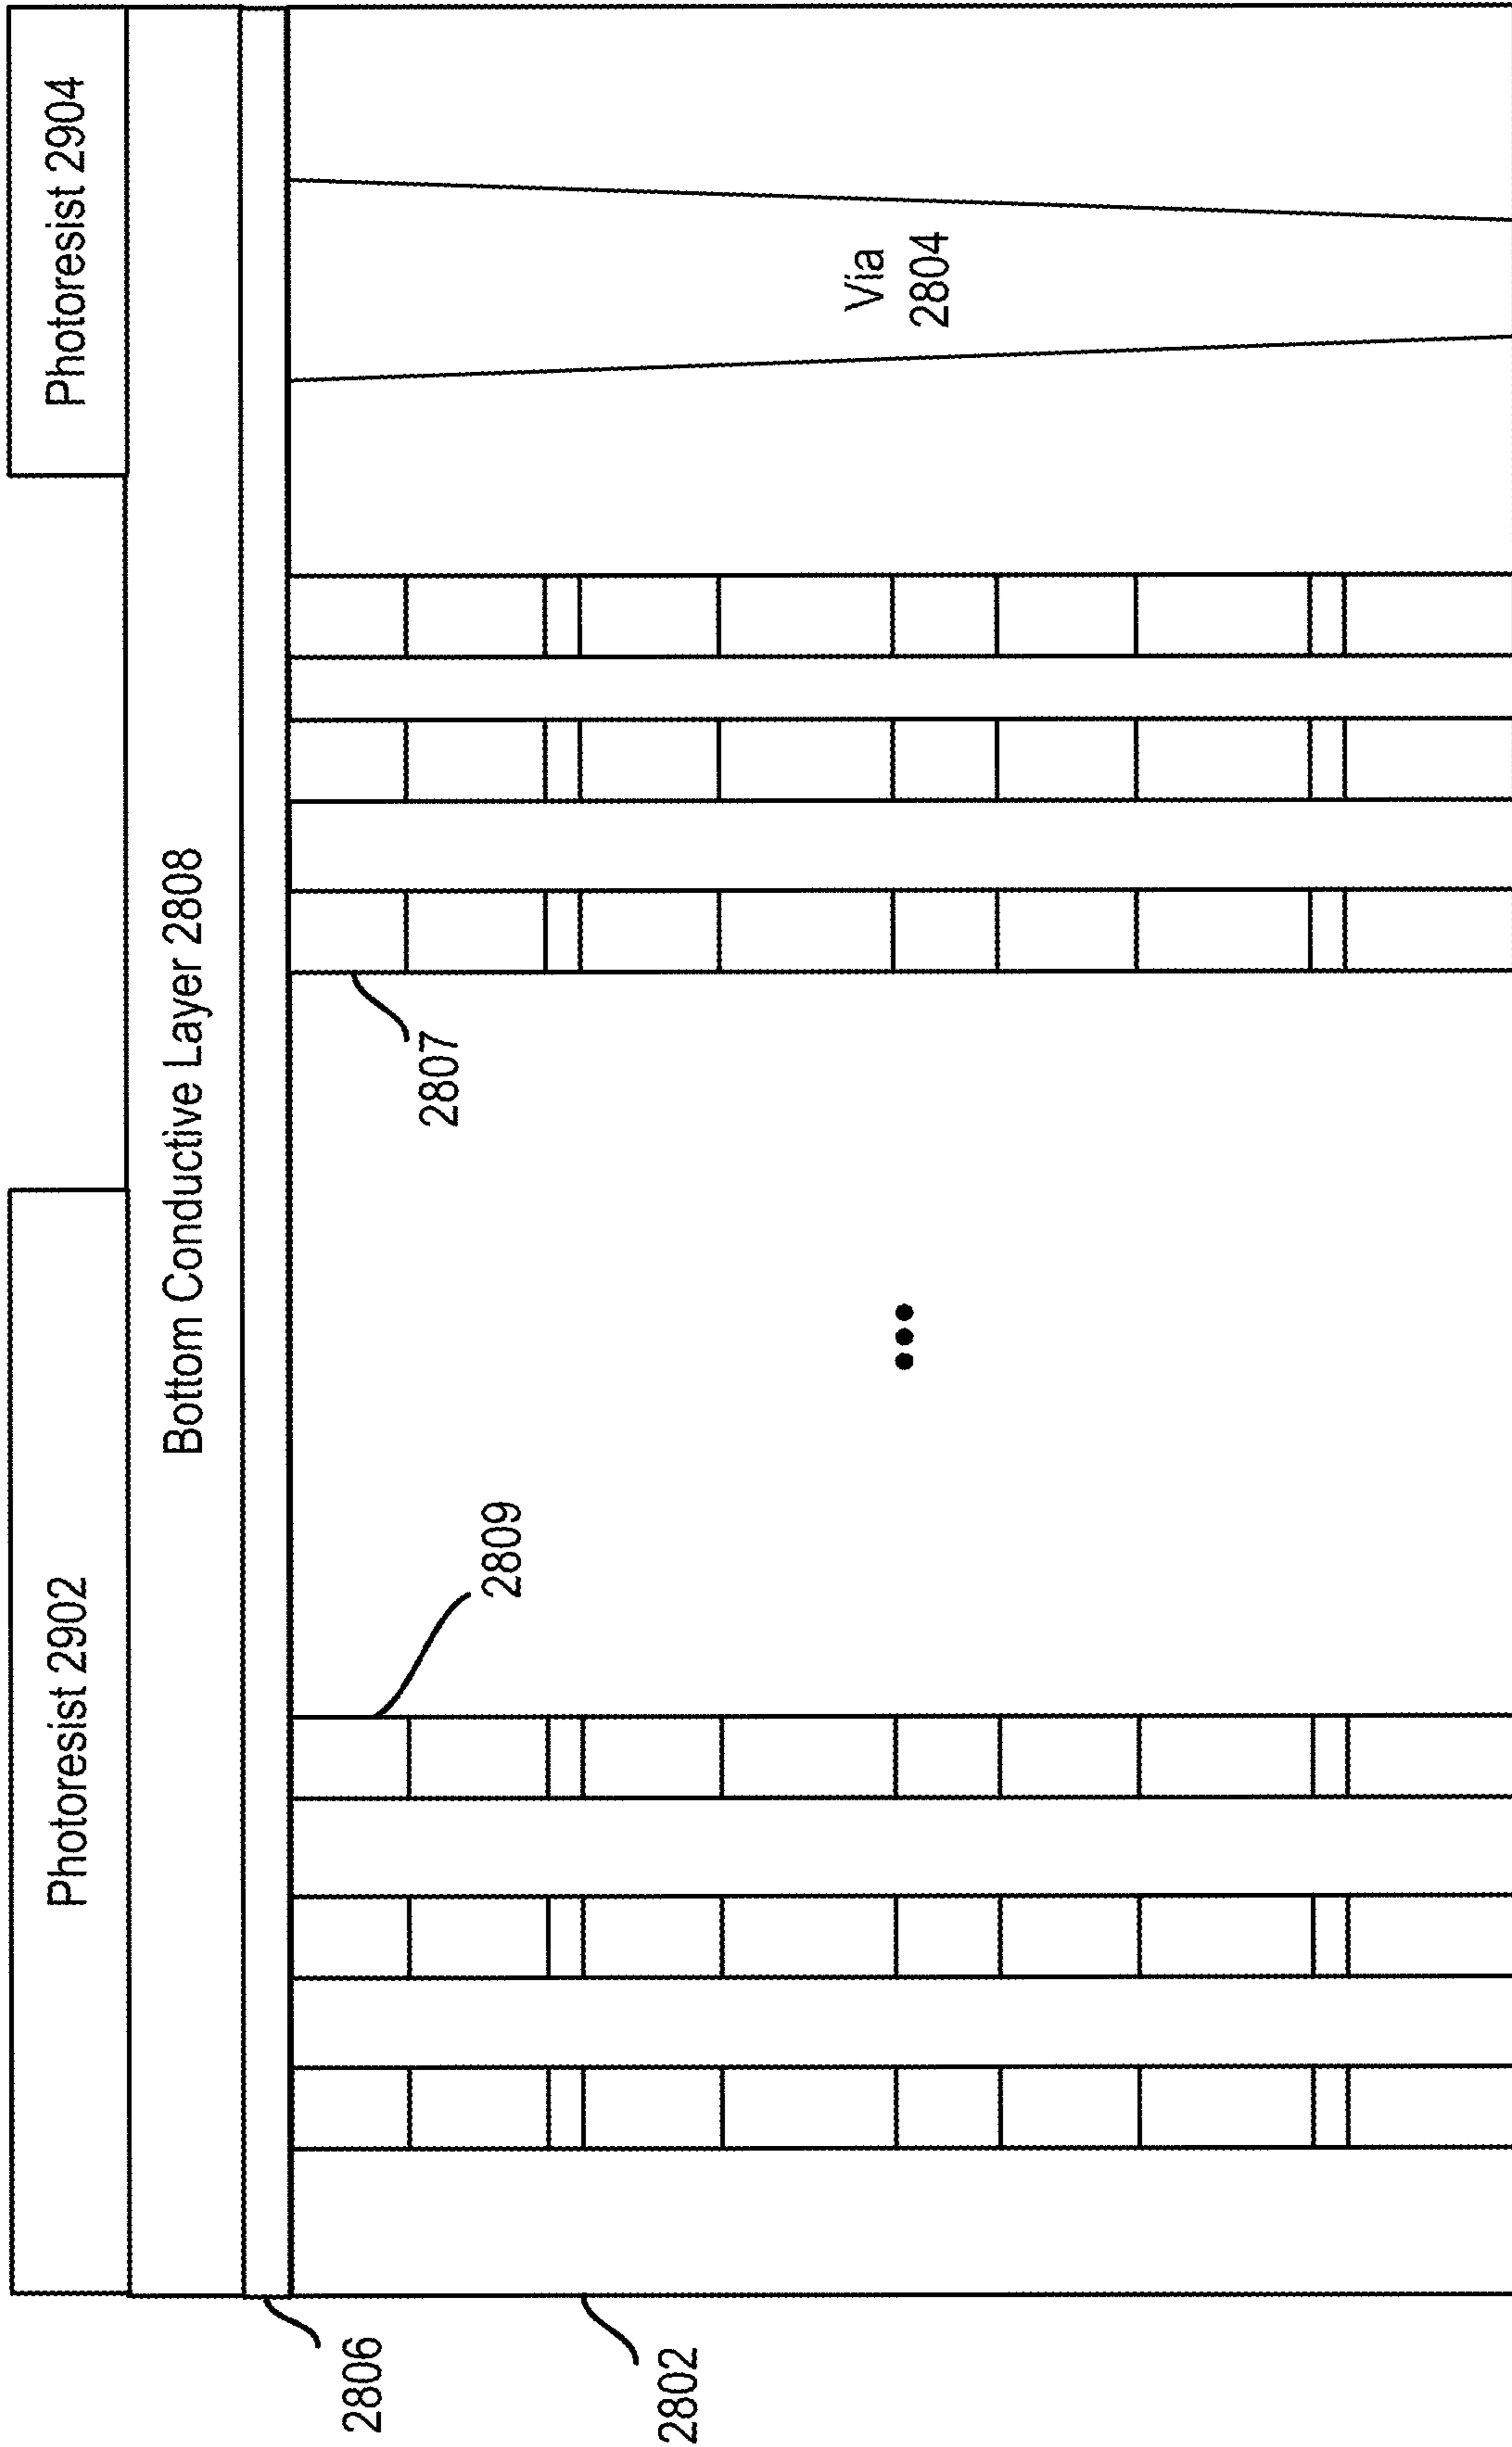 Photoresist 2902
Photoresist 2904
Bottom Conductive Layer 2808
2806
2802
2809
2807
Via
2804